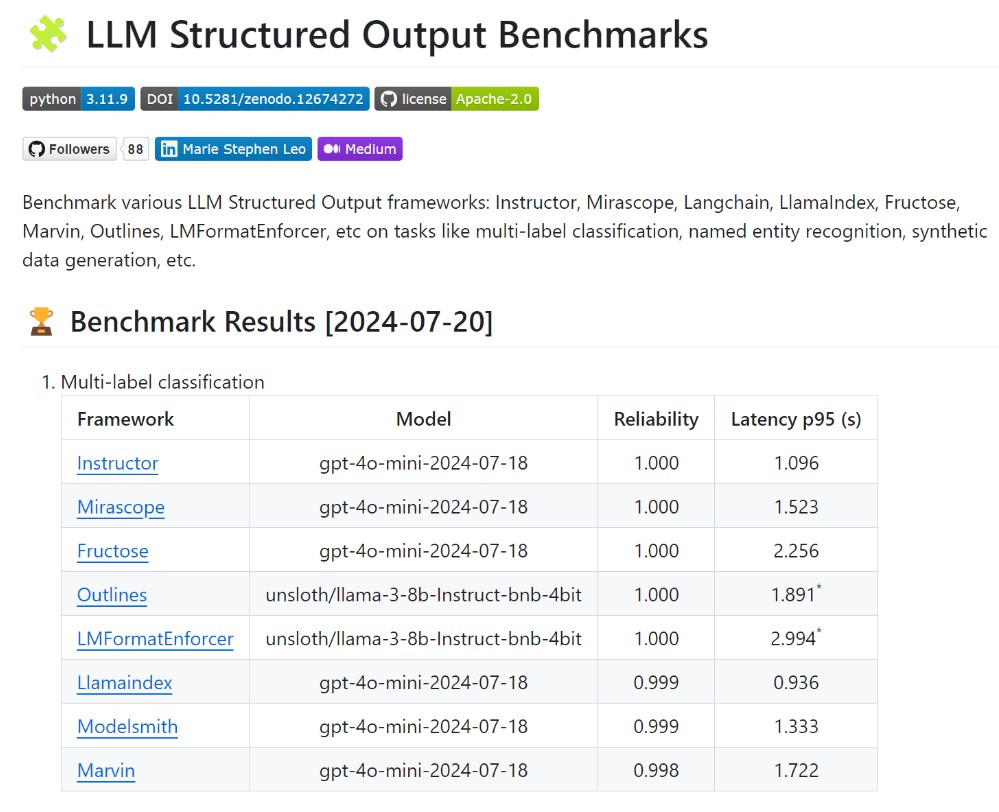 LLM Structured Output Benchmarks
python 3.11.9 DOI 10.5281/zenodo.12674272 license Apache-2.0
Followers 88 in Marie Stephen Leo Medium
Benchmark various LLM Structured Output frameworks: Instructor, Mirascope, Langchain, LlamaIndex, Fructose,
Marvin, Outlines, LMFormatEnforcer, etc on tasks like multi-label classification, named entity recognition, synthetic
data generation, etc.
Benchmark Results [2024-07-20]
1. Multi-label classification
Framework Model Reliability Latency p95 (s)
Instructor gpt-4o-mini-2024-07-18 1.000 1.096
Mirascope gpt-4o-mini-2024-07-18 1.000 1.523
Fructose gpt-4o-mini-2024-07-18 1.000 2.256
Outlines unsloth/llama-3-8b-Instruct-bnb-4bit 1.000 1.891*
LMFormatEnforcer unsloth/llama-3-8b-Instruct-bnb-4bit 1.000 2.994*
Llamaindex gpt-4o-mini-2024-07-18 0.999 0.936
Modelsmith gpt-4o-mini-2024-07-18 0.999 1.333
Marvin gpt-4o-mini-2024-07-18 0.998 1.722